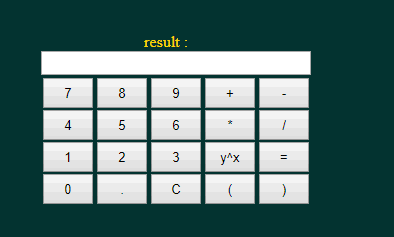 result :
7 8 9 + -
4 5 6 * /
1 2 3 y^x =
0 . C ( )